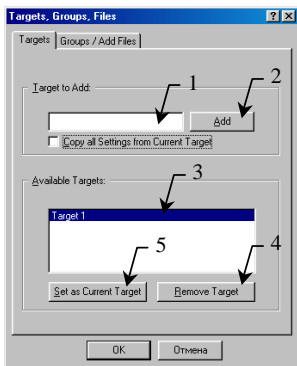 Targets, Groups, Files
Targets Groups / Add Files
Target to Add:
1
2
Add
Copy all Settings from Current Target
Available Targets:
3
Target 1
5
4
Set as Current Target Remove Target
OK Отмена